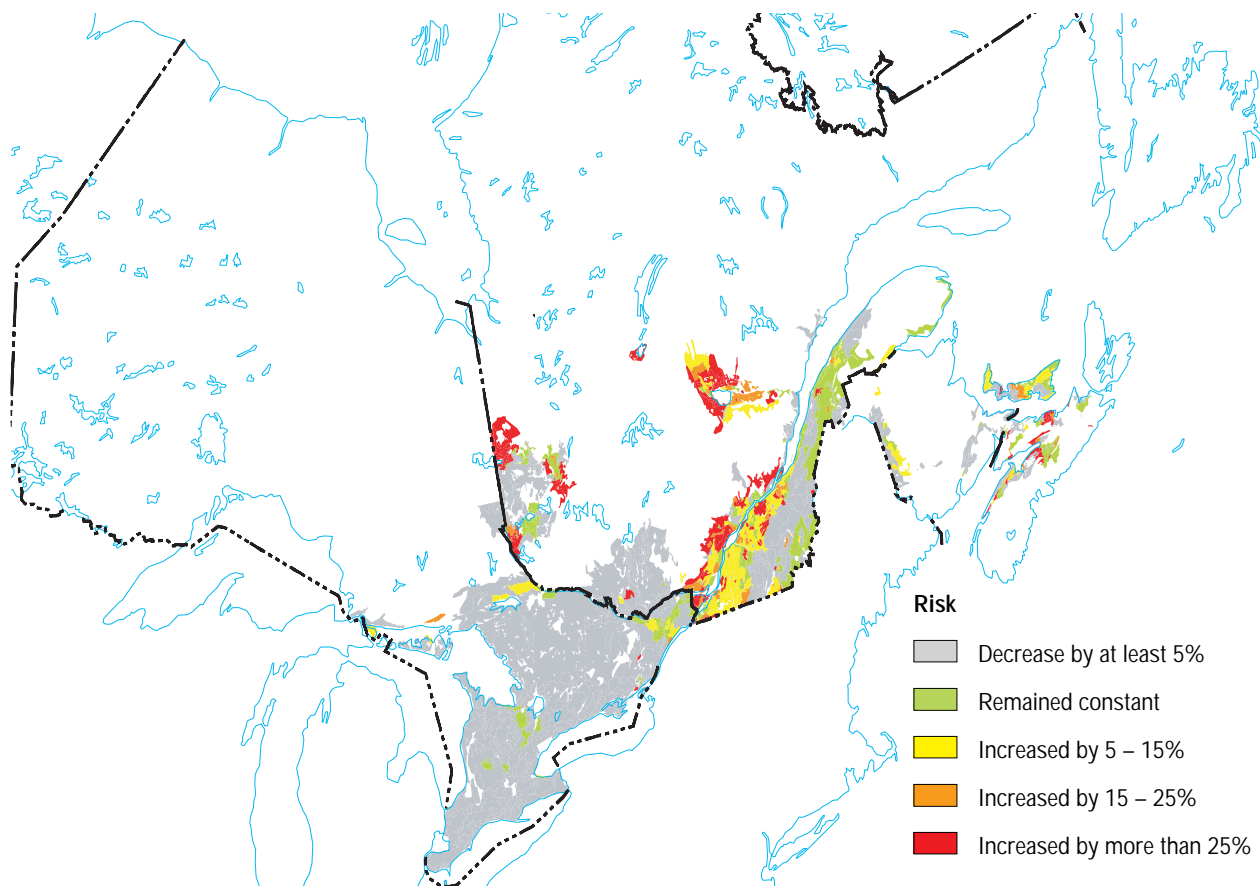 Risk
Decrease by at least 5%
Remained constant
Increased by 5 – 15%
Increased by 15 – 25%
Increased by more than 25%